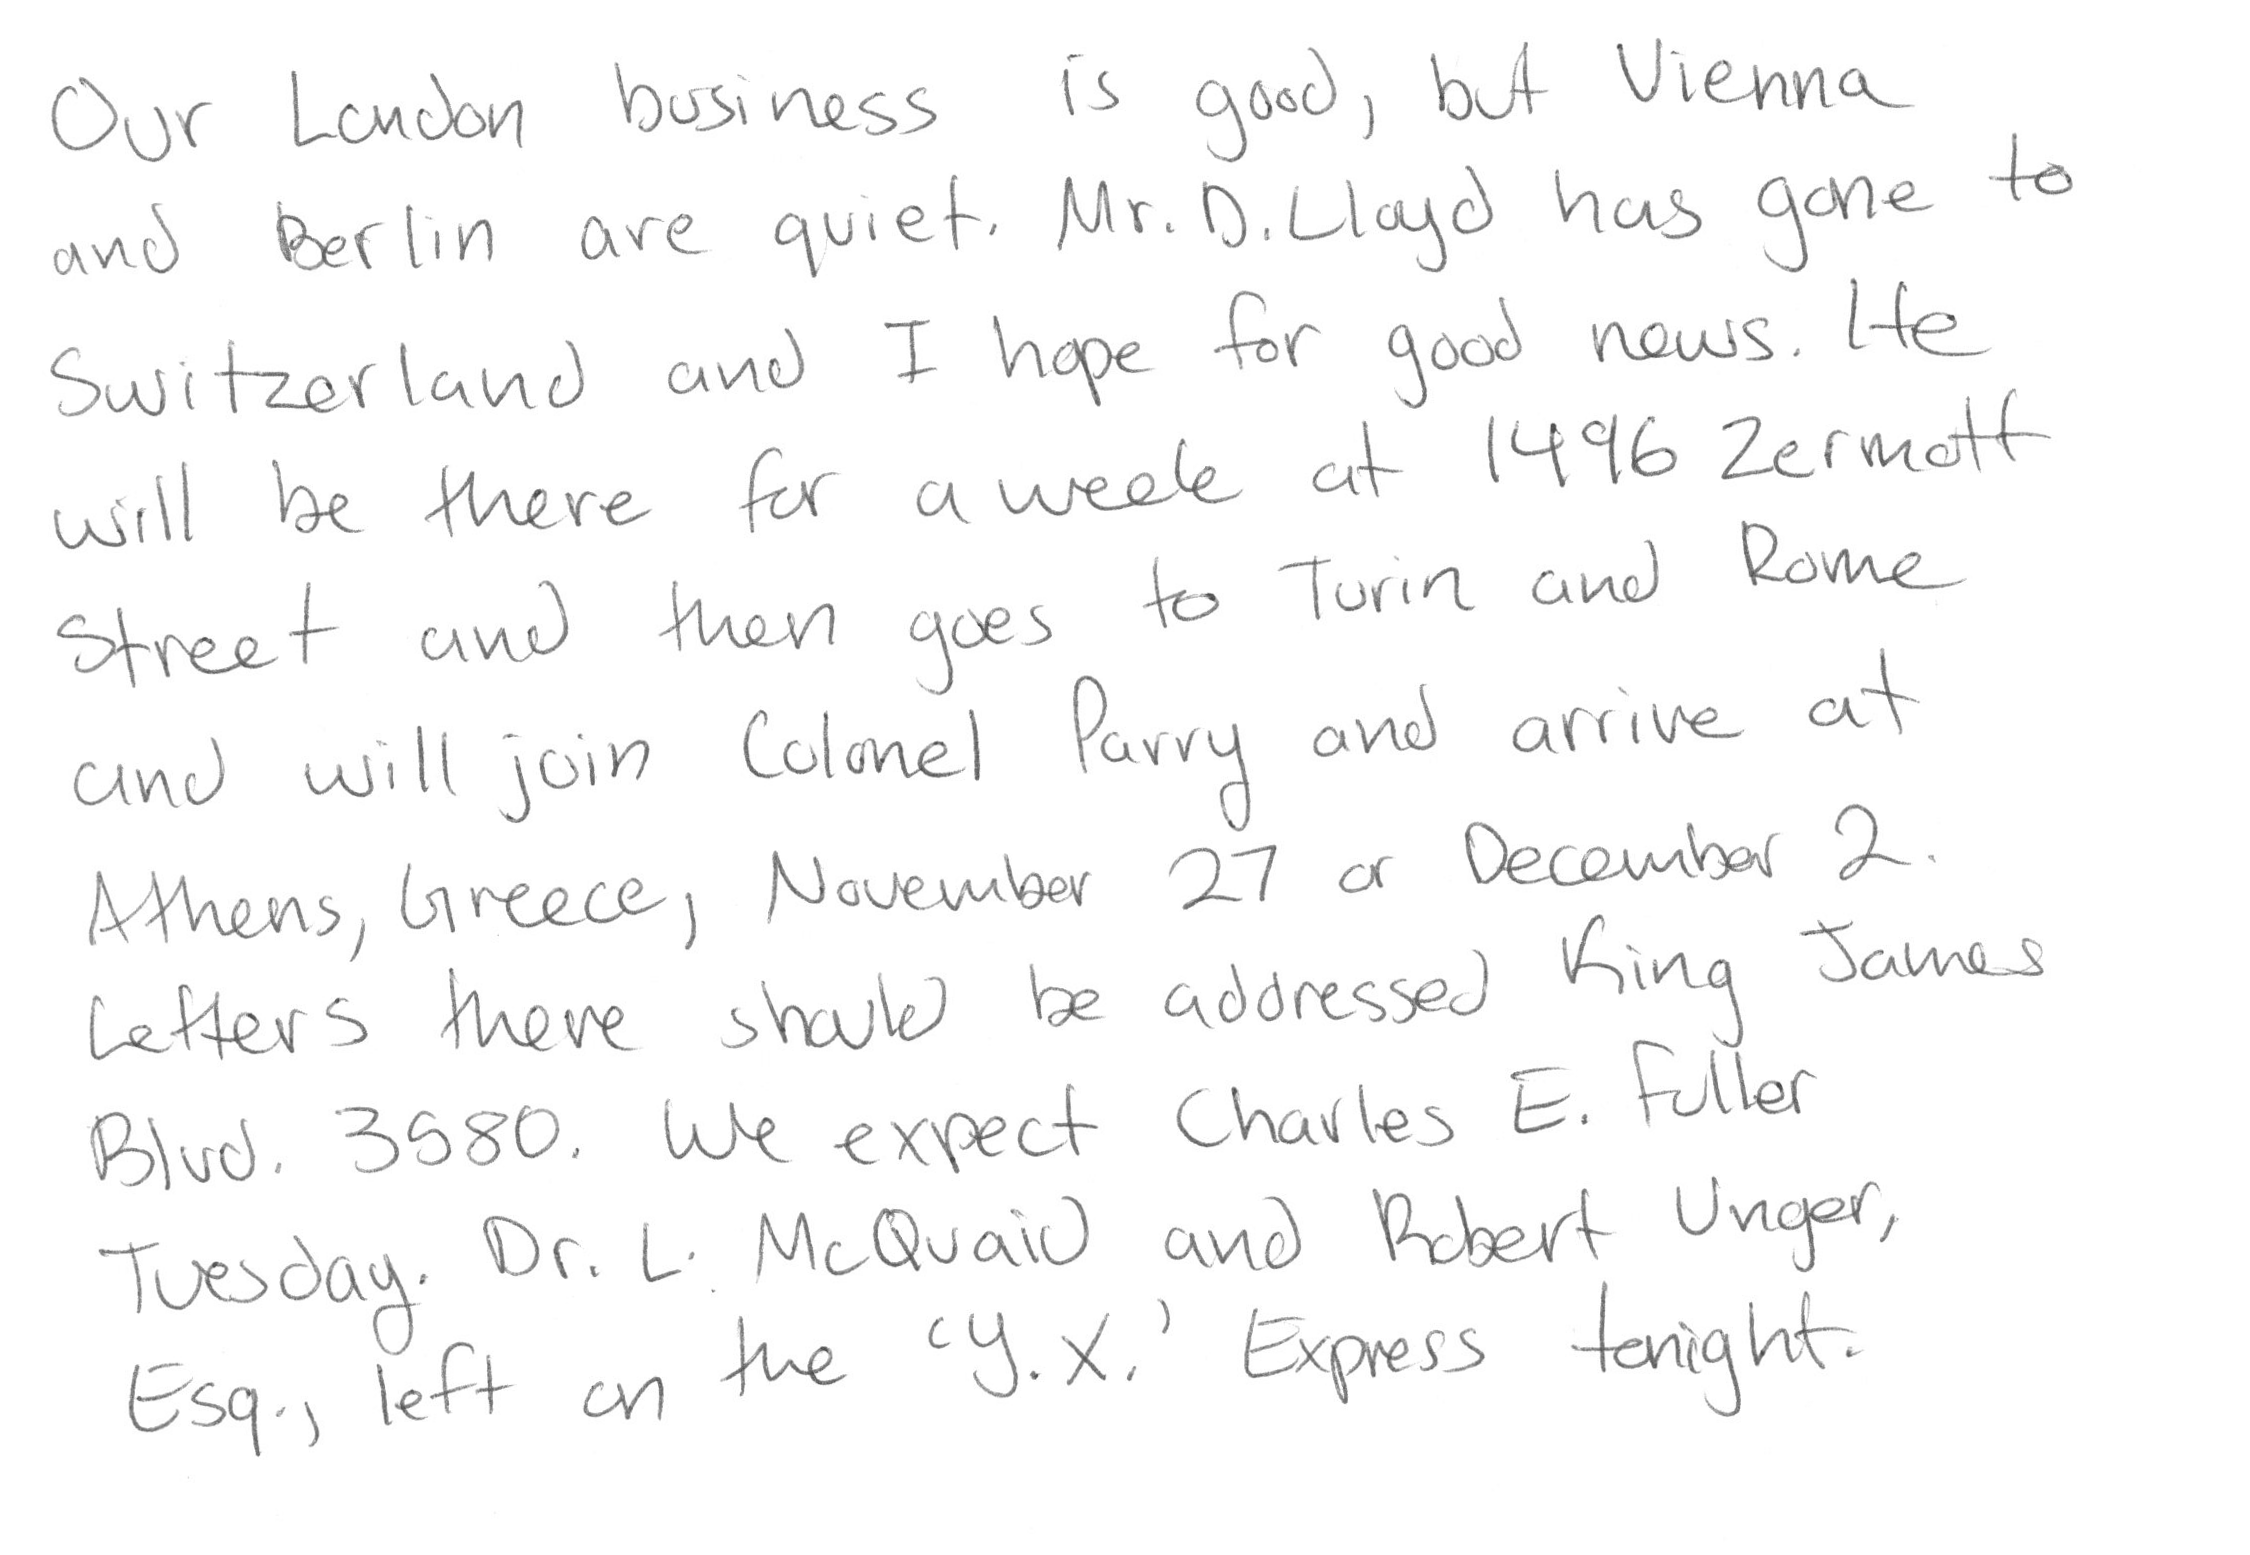 Our London business is good, but Vienna
and Berlin are quiet. Mr. D. Lloyd has gone to
Switzerland and I hope for good news. He
will be there for a week at 1496 Zermott
Street and then goes to Turin and Rome
and will join Colonel Parry and arrive at
Athens, Greece, November 27 or December 2.
Letters there should be addressed King James
Blvd. 3580. We expect Charles E. Fuller
Tuesday. Dr. L. McQuaid and Robert Unger,
Esq., left on the 'Y.X.' Express tonight.